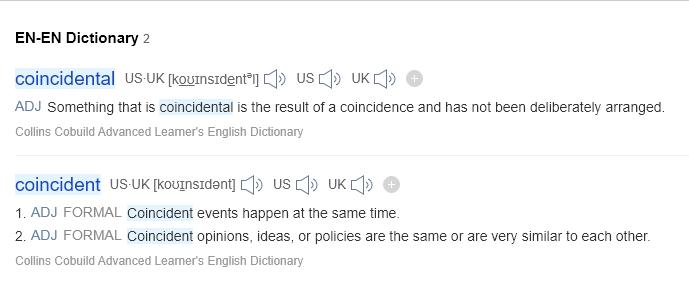 EN-EN Dictionary 2
coincidental US·UK [koʊɪnsɪdentᵊl] US UK
ADJ Something that is coincidental is the result of a coincidence and has not been deliberately arranged.
Collins Cobuild Advanced Learner's English Dictionary
coincident US·UK [koʊɪnsɪdənt] US UK
1. ADJ FORMAL Coincident events happen at the same time.
2. ADJ FORMAL Coincident opinions, ideas, or policies are the same or are very similar to each other.
Collins Cobuild Advanced Learner's English Dictionary